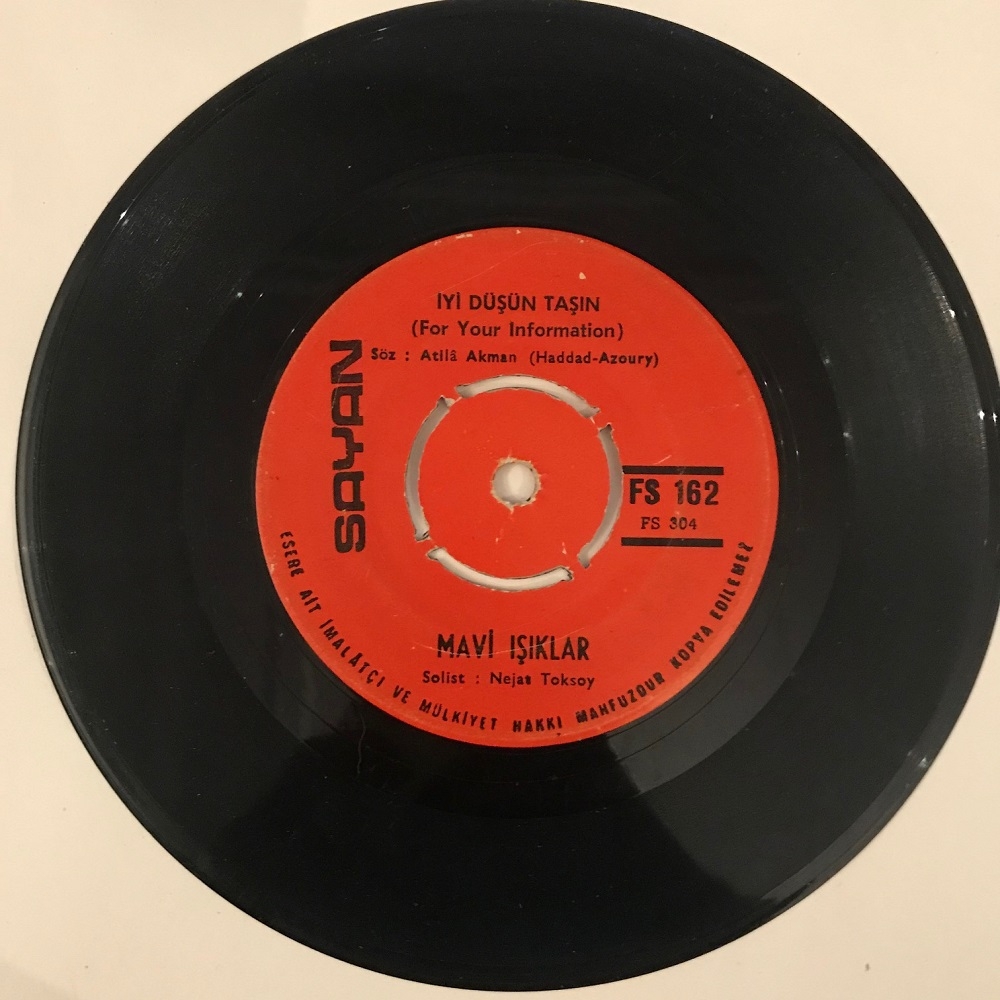 IYİ DÜŞÜN TAŞIN
(For Your Information)
Söz : Atilâ Akman (Haddad-Azoury)
SAYAN
FS 162
FS 304
MAVİ IŞIKLAR
Solist : Nejat Toksoy
ESERE AİT İMALÂTÇI VE MÜLKİYET HAKKI MAHFUZDUR KOPYA EDİLEMEZ